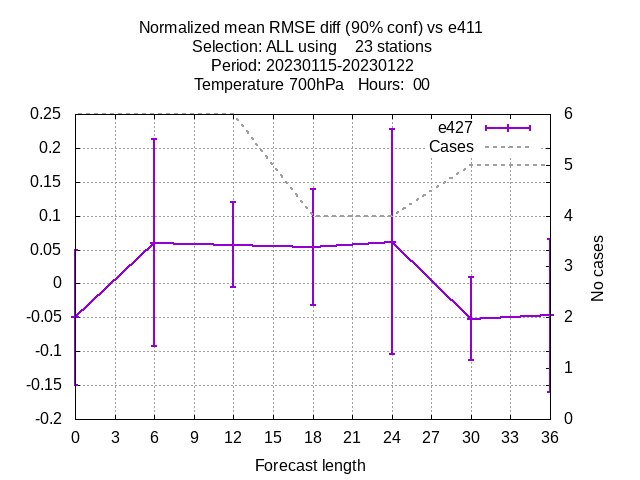 Normalized mean RMSE diff (90% conf) vs e411
Selection: ALL using    23 stations
Period: 20230115-20230122
Temperature 700hPa   Hours:  00
e427
Cases
0.25
0.2
0.15
0.1
0.05
0
-0.05
-0.1
-0.15
-0.2
6
5
4
3
2
1
0
No cases
0 3 6 9 12 15 18 21 24 27 30 33 36
Forecast length